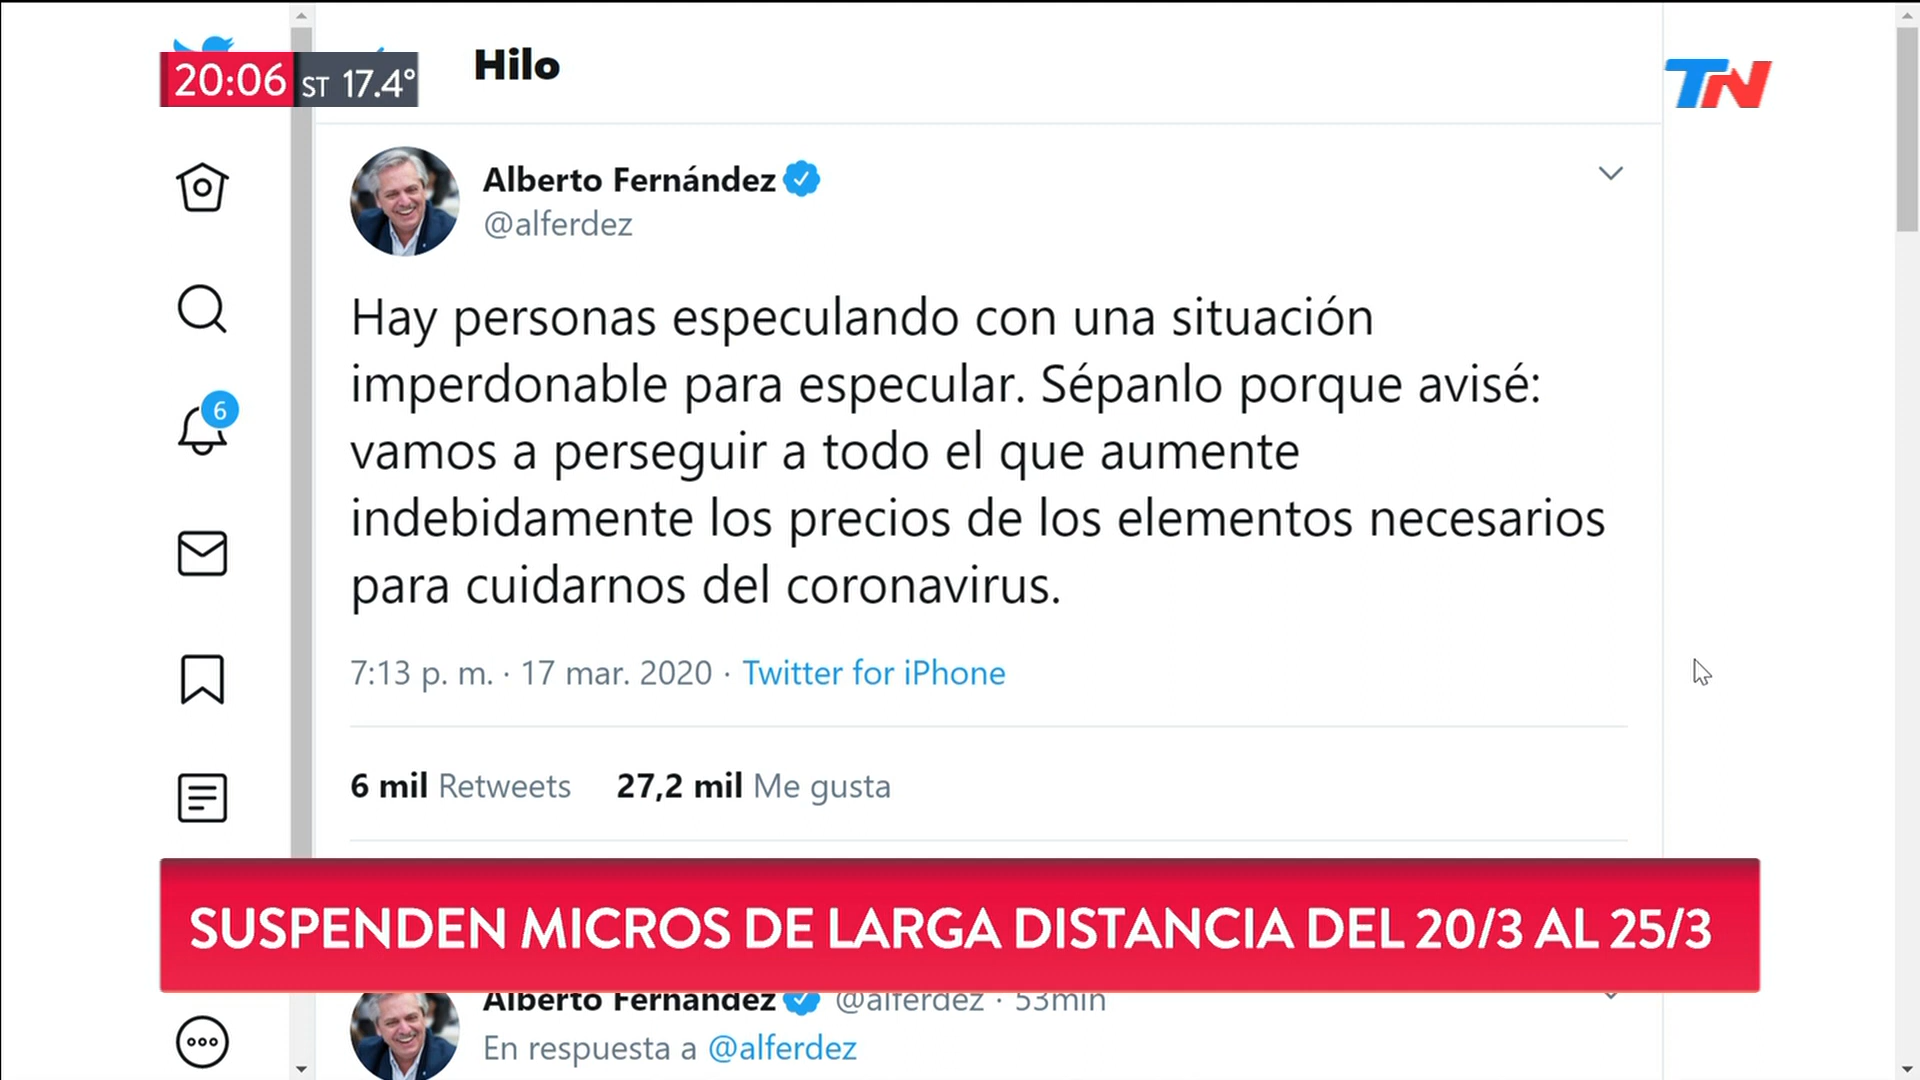 20:06 ST 17.4°
Hilo
TN
Alberto Fernández
@alferdez
Hay personas especulando con una situación
imperdonable para especular. Sépanlo porque avisé:
vamos a perseguir a todo el que aumente
indebidamente los precios de los elementos necesarios
para cuidarnos del coronavirus.
6
7:13 p. m. · 17 mar. 2020 · Twitter for iPhone
6 mil Retweets 27,2 mil Me gusta
SUSPENDEN MICROS DE LARGA DISTANCIA DEL 20/3 AL 25/3
Alberto Fernández @alferdez · 53min
En respuesta a @alferdez